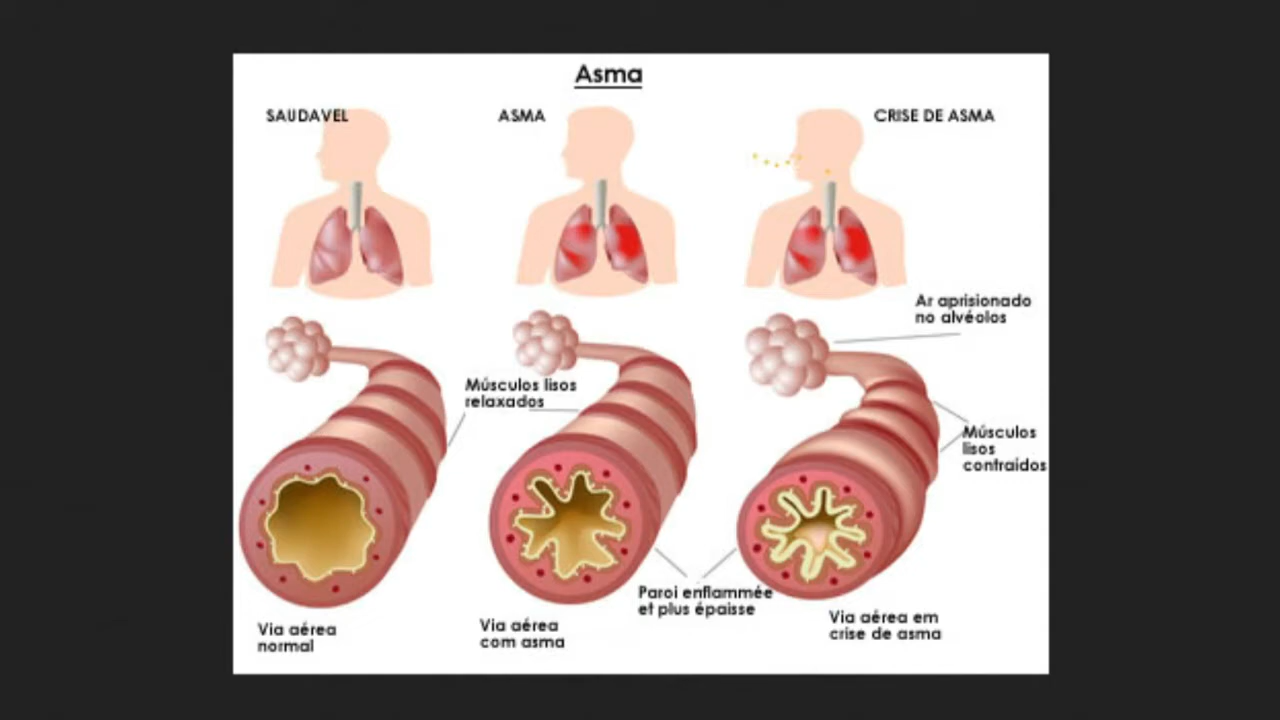 Asma
SAUDAVEL
ASMA
CRISE DE ASMA
Ar aprisionado
no alvéolos
Músculos lisos
relaxados
Músculos
lisos
contraidos
Paroi enflammée
et plus épaisse
Via aérea
normal
Via aérea
com asma
Via aérea em
crise de asma